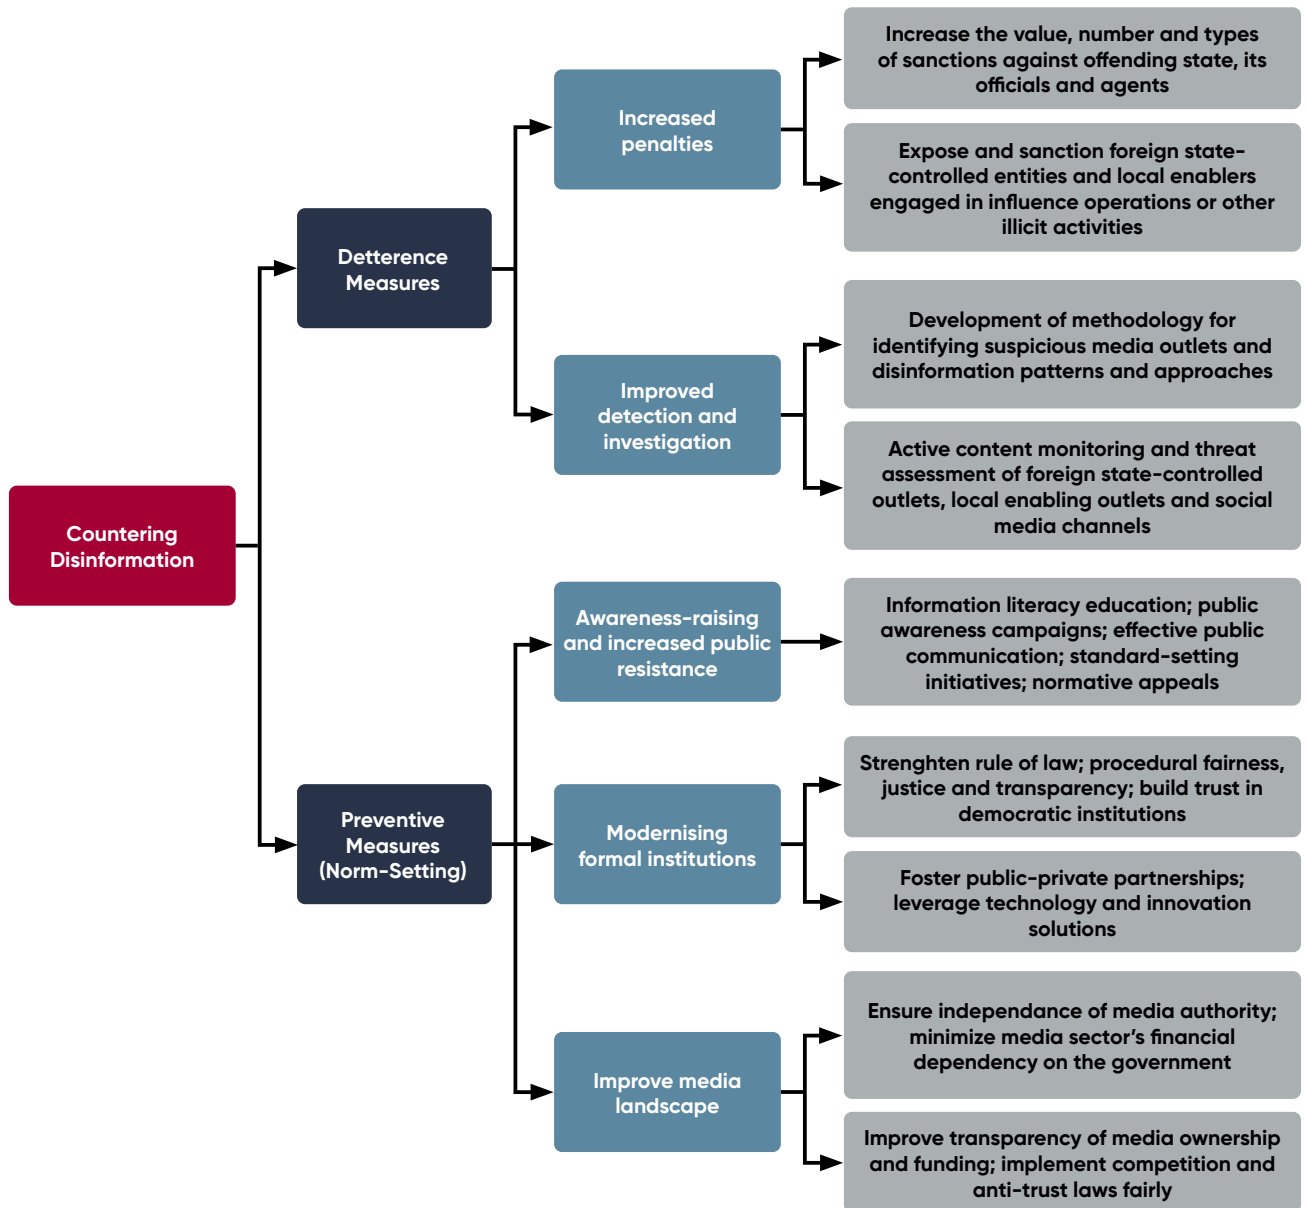 Countering
Disinformation
Detterence
Measures
Increased
penalties
Increase the value, number and types
of sanctions against offending state, its
officials and agents
Expose and sanction foreign state-
controlled entities and local enablers
engaged in influence operations or other
illicit activities
Improved
detection and
investigation
Development of methodology for
identifying suspicious media outlets and
disinformation patterns and approaches
Active content monitoring and threat
assessment of foreign state-controlled
outlets, local enabling outlets and social
media channels
Preventive
Measures
(Norm-Setting)
Awareness-raising
and increased public
resistance
Information literacy education; public
awareness campaigns; effective public
communication; standard-setting
initiatives; normative appeals
Modernising
formal institutions
Strenghten rule of law; procedural fairness,
justice and transparency; build trust in
democratic institutions
Foster public-private partnerships;
leverage technology and innovation
solutions
Improve media
landscape
Ensure independance of media authority;
minimize media sector's financial
dependency on the government
Improve transparency of media ownership
and funding; implement competition and
anti-trust laws fairly